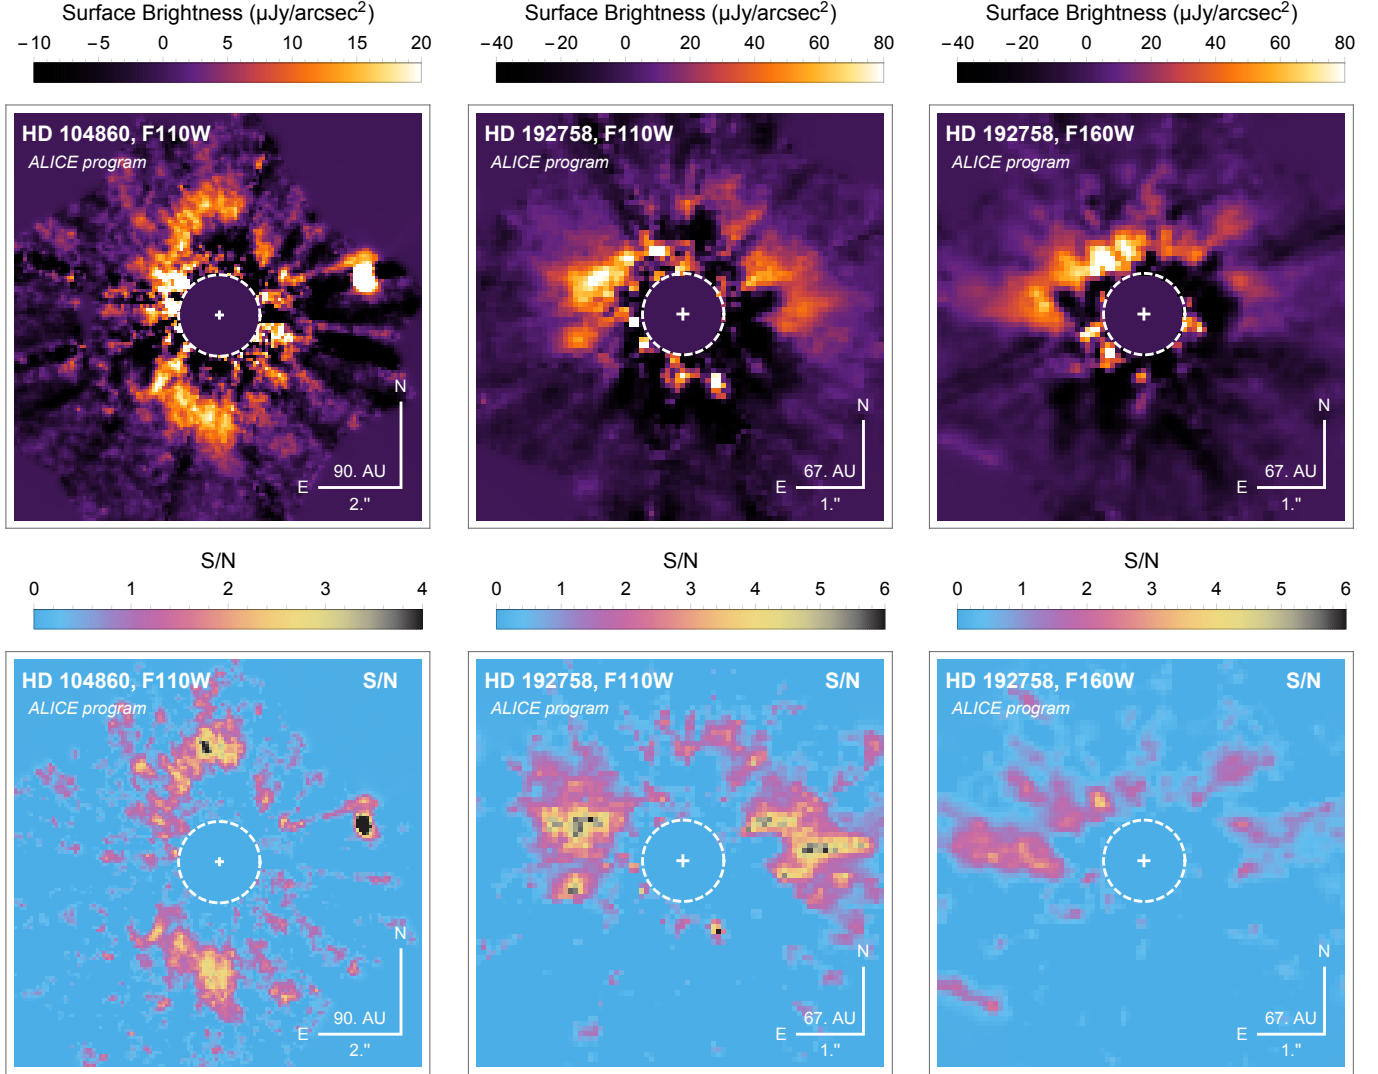 Surface Brightness (μJy/arcsec²) Surface Brightness (μJy/arcsec²) Surface Brightness (μJy/arcsec²)
−10 −5 0 5 10 15 20 −40 −20 0 20 40 60 80 −40 −20 0 20 40 60 80
HD 104860, F110W HD 192758, F110W HD 192758, F160W
ALICE program ALICE program ALICE program
N N N
90. AU 67. AU 67. AU
E E E
2." 1." 1."
S/N S/N S/N
0 1 2 3 4 0 1 2 3 4 5 6 0 1 2 3 4 5 6
HD 104860, F110W S/N HD 192758, F110W S/N HD 192758, F160W S/N
ALICE program ALICE program ALICE program
N N N
90. AU 67. AU 67. AU
E E E
2." 1." 1."